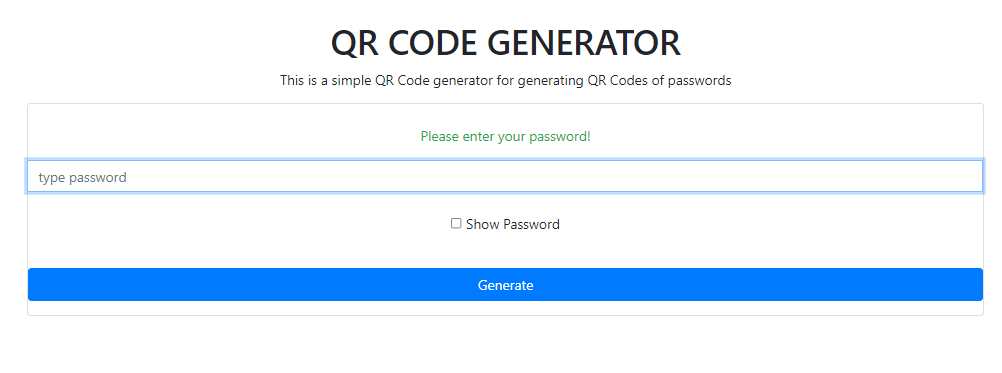 QR CODE GENERATOR
This is a simple QR Code generator for generating QR Codes of passwords
Please enter your password!
type password
Show Password
Generate